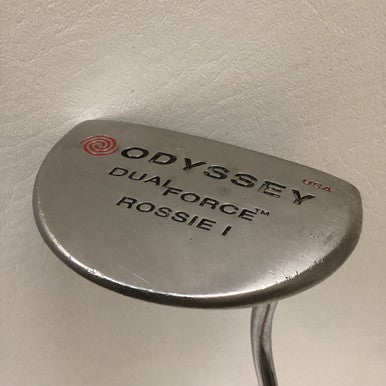 ODYSSEY USA
DUAL FORCE™
ROSSIE I